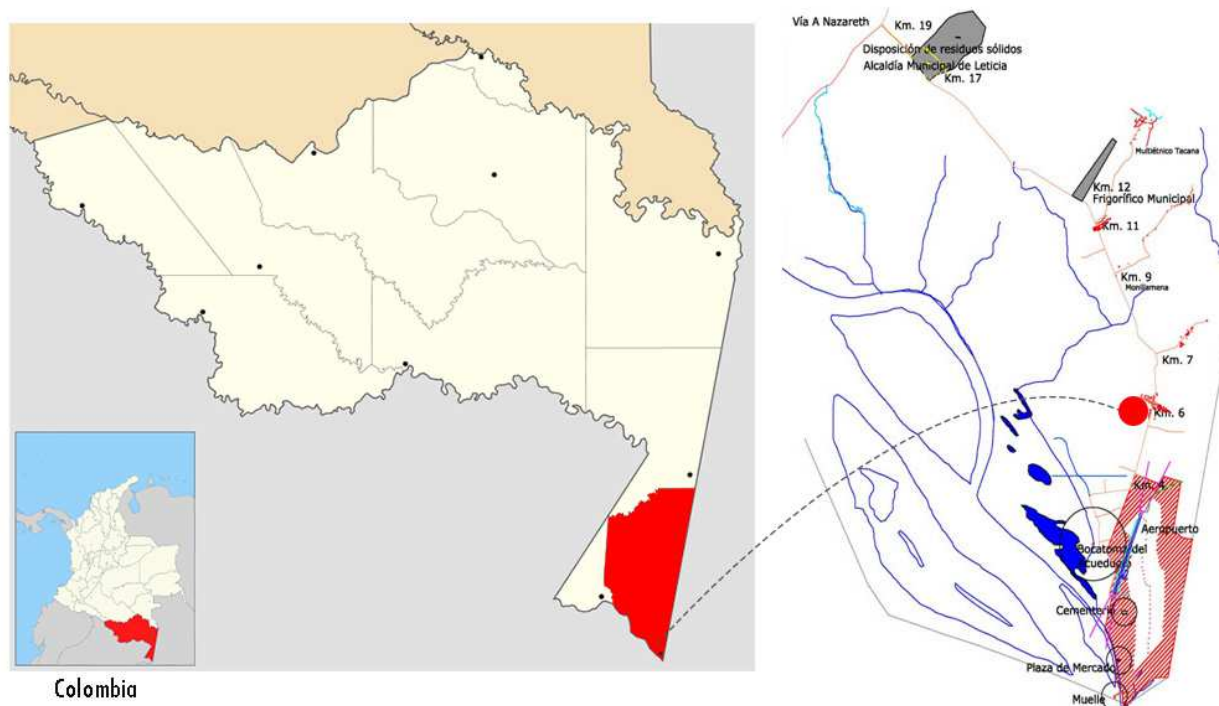 Vía A Nazareth
Km. 19
Disposición de residuos sólidos
Alcaldía Municipal de Leticia
Km. 17
Multiétnico Tacana
Km. 12
Frigorífico Municipal
Km. 11
Km. 9
Monilamena
Km. 7
Km. 6
Km. 4
Aeropuerto
Bocatoma del
Acueducto
Cementerio
Plaza de Mercado
Muelle
Colombia